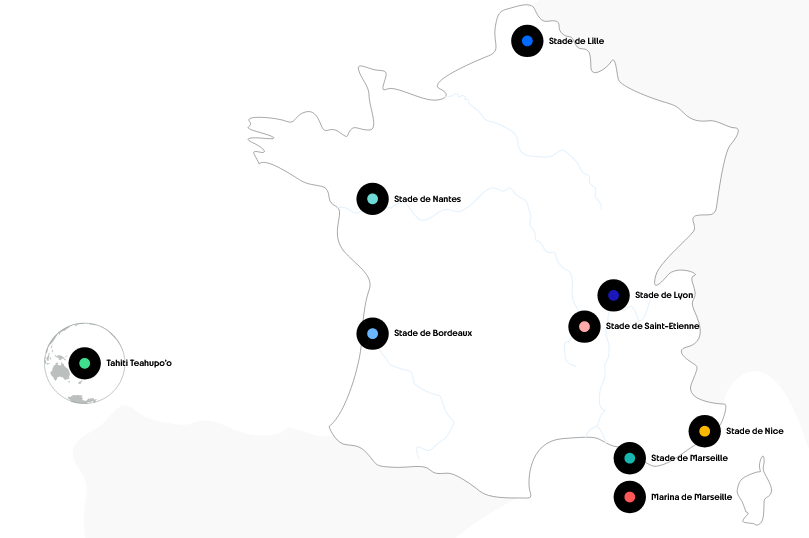 Stade de Lille
Stade de Nantes
Stade de Lyon
Stade de Saint-Etienne
Stade de Bordeaux
Tahiti Teahupo'o
Stade de Nice
Stade de Marseille
Marina de Marseille